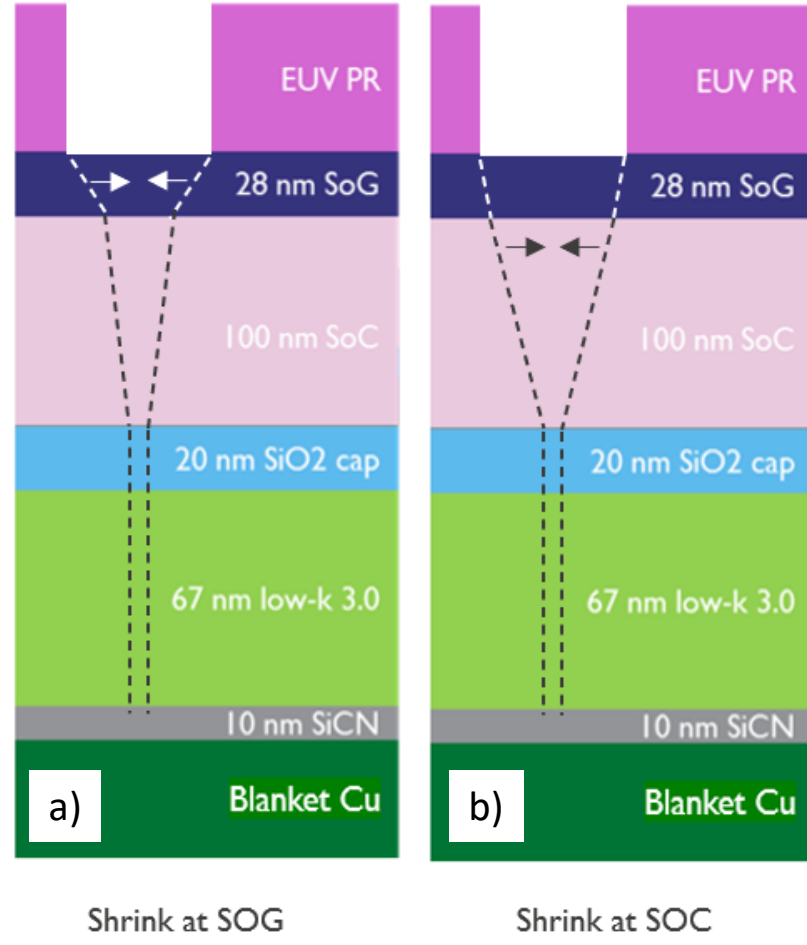 EUV PR
28 nm SoG
100 nm SoC
20 nm SiO2 cap
67 nm low-k 3.0
10 nm SiCN
Blanket Cu
a)
Shrink at SOG
EUV PR
28 nm SoG
100 nm SoC
20 nm SiO2 cap
67 nm low-k 3.0
10 nm SiCN
Blanket Cu
b)
Shrink at SOC